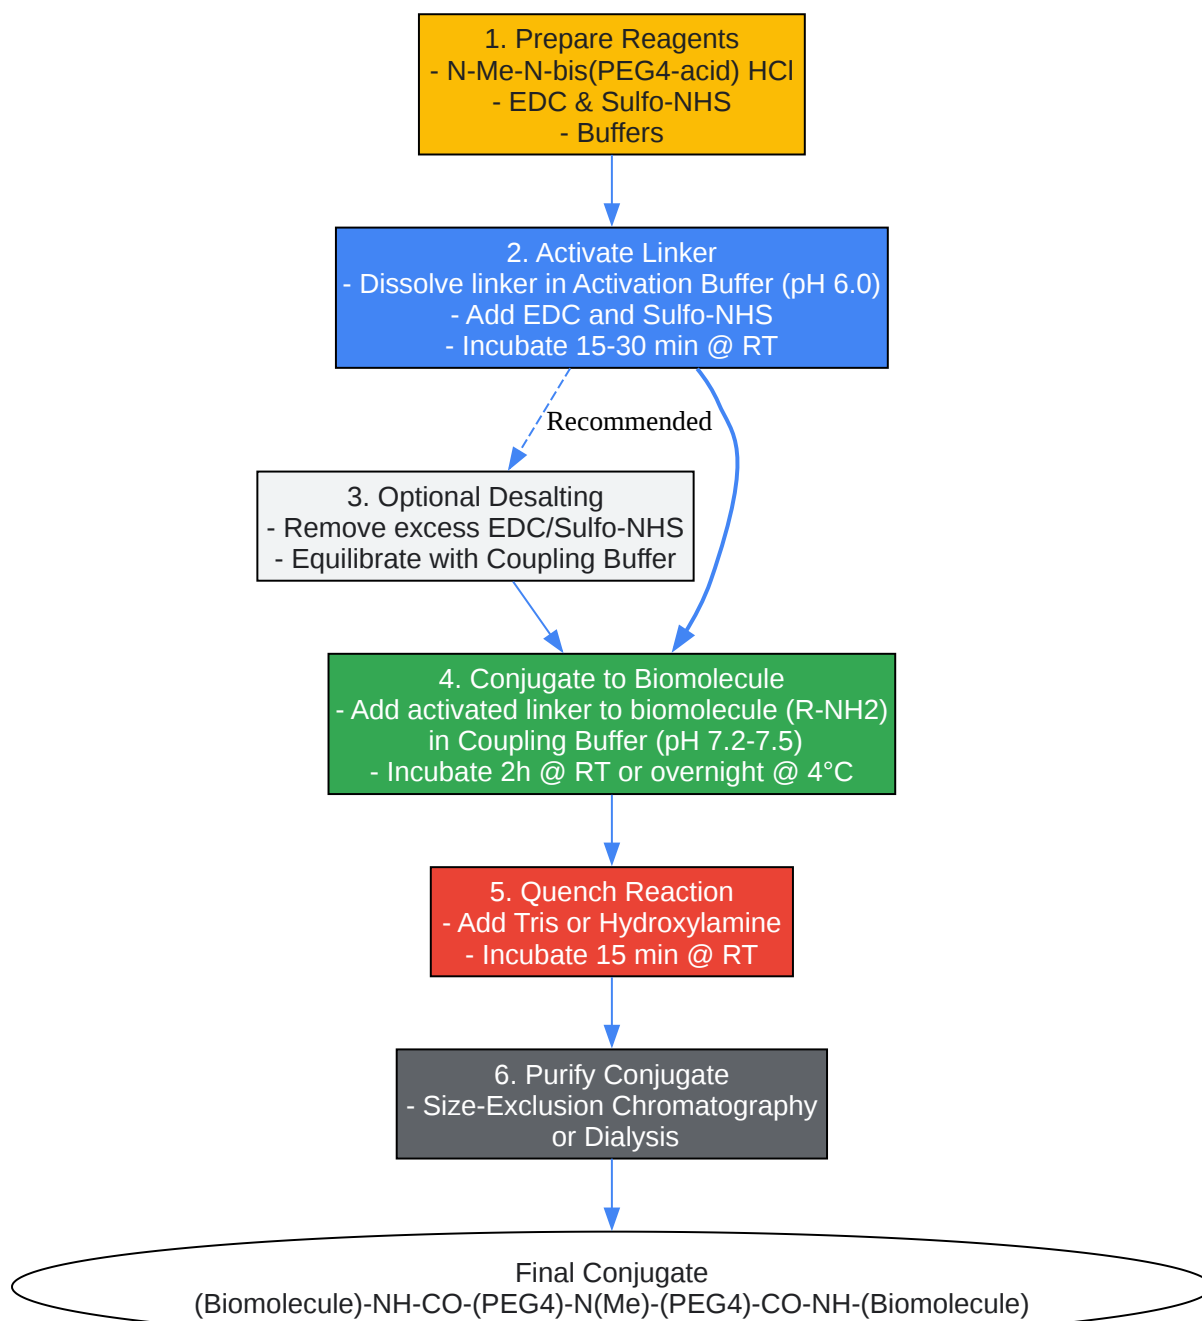 1. Prepare Reagents
- N-Me-N-bis(PEG4-acid) HCl
- EDC & Sulfo-NHS
- Buffers
2. Activate Linker
- Dissolve linker in Activation Buffer (pH 6.0)
- Add EDC and Sulfo-NHS
- Incubate 15-30 min @ RT
Recommended
3. Optional Desalting
- Remove excess EDC/Sulfo-NHS
- Equilibrate with Coupling Buffer
4. Conjugate to Biomolecule
- Add activated linker to biomolecule (R-NH2)
in Coupling Buffer (pH 7.2-7.5)
- Incubate 2h @ RT or overnight @ 4°C
5. Quench Reaction
- Add Tris or Hydroxylamine
- Incubate 15 min @ RT
6. Purify Conjugate
- Size-Exclusion Chromatography
or Dialysis
Final Conjugate
(Biomolecule)-NH-CO-(PEG4)-N(Me)-(PEG4)-CO-NH-(Biomolecule)